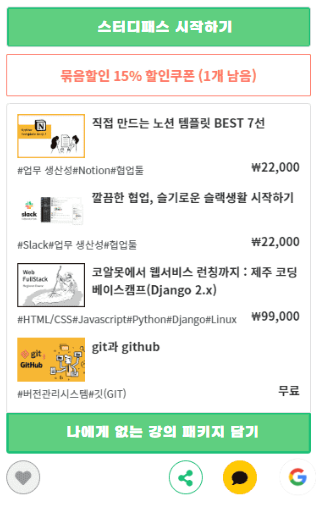 스터디패스 시작하기
묶음할인 15% 할인쿠폰 (1개 남음)
직접 만드는 노션 템플릿 BEST 7선
#업무 생산성#Notion#협업툴
₩22,000
깔끔한 협업, 슬기로운 슬랙생활 시작하기
slack
#Slack#업무 생산성#협업툴
₩22,000
Web
FullStack
코알못에서 웹서비스 런칭까지 : 제주 코딩
베이스캠프(Django 2.x)
#HTML/CSS#Javascript#Python#Django#Linux
₩99,000
git
GitHub
git과 github
#버전관리시스템#깃(GIT)
무료
나에게 없는 강의 패키지 담기